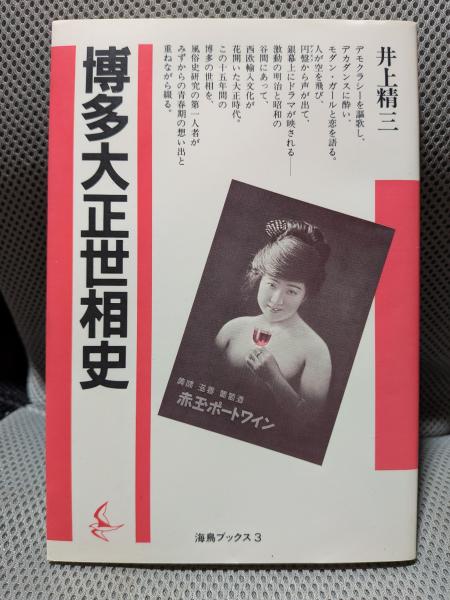 井上精三
デモクラシーを謳歌し、
デカダンスに酔い、
モダン・ガールと恋を語る。
人が空を飛び、
円盤から声が出て、
銀幕上にドラマが映される——
激動の明治と昭和の
谷間にあって、
西欧輸入文化が
花開いた大正時代。
この十五年間の
博多の世相を、
風俗史研究の第一人者が
みずからの青春期の想い出と
重ねながら綴る。
博多大正世相史
美味 滋養 葡萄酒
赤玉ポートワイン
海鳥ブックス3